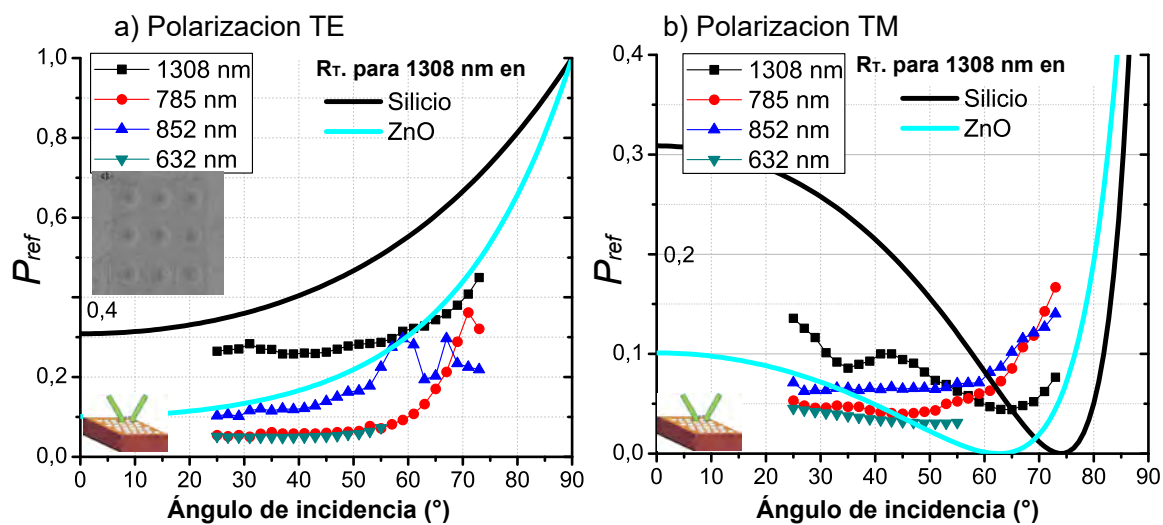 a) Polarizacion TE
1308 nm
785 nm
852 nm
632 nm
RT. para 1308 nm en
Silicio
ZnO
Pref
1,0
0,8
0,6
0,4
0,2
0,0
0 10 20 30 40 50 60 70 80 90
Ángulo de incidencia (°)
b) Polarizacion TM
1308 nm
785 nm
852 nm
632 nm
RT. para 1308 nm en
Silicio
ZnO
Pref
0,4
0,3
0,2
0,1
0,0
0 10 20 30 40 50 60 70 80 90
Ángulo de incidencia (°)